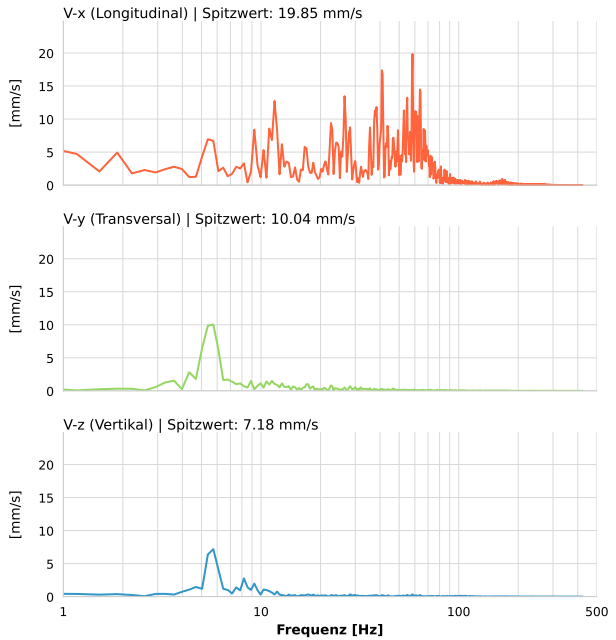 V-x (Longitudinal) | Spitzwert: 19.85 mm/s
20
15
10
5
0
[mm/s]
V-y (Transversal) | Spitzwert: 10.04 mm/s
20
15
10
5
0
[mm/s]
V-z (Vertikal) | Spitzwert: 7.18 mm/s
20
15
10
5
0
[mm/s]
1 10 100 500
Frequenz [Hz]